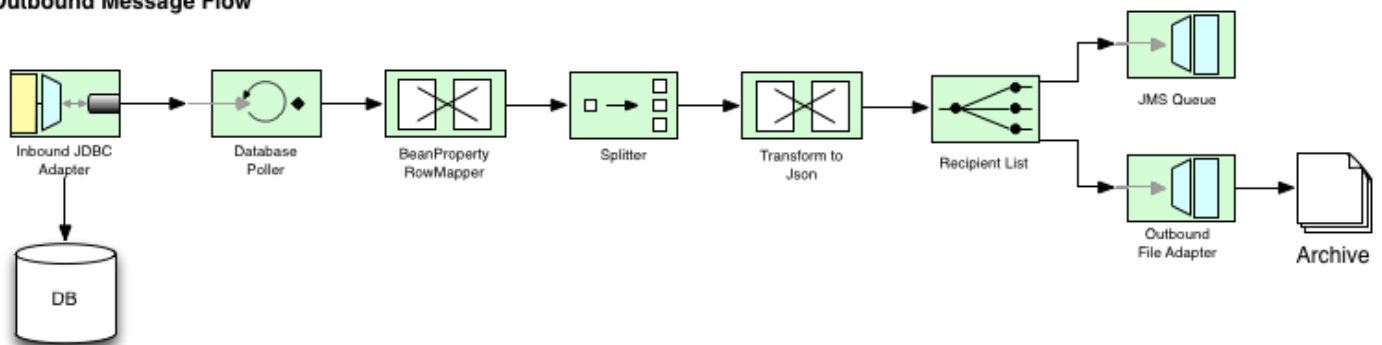 Outbound Message Flow
Inbound JDBC
Adapter
Database
Poller
BeanProperty
RowMapper
Splitter
Transform to
Json
Recipient List
JMS Queue
Outbound
File Adapter
Archive
DB